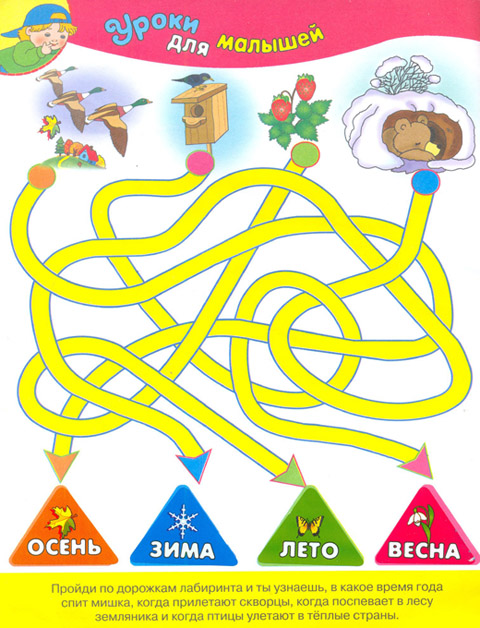 Уроки
для малышей
ОСЕНЬ ЗИМА ЛЕТО ВЕСНА
Пройди по дорожкам лабиринта и ты узнаешь, в какое время года
спит мишка, когда прилетают скворцы, когда поспевает в лесу
земляника и когда птицы улетают в тёплые страны.